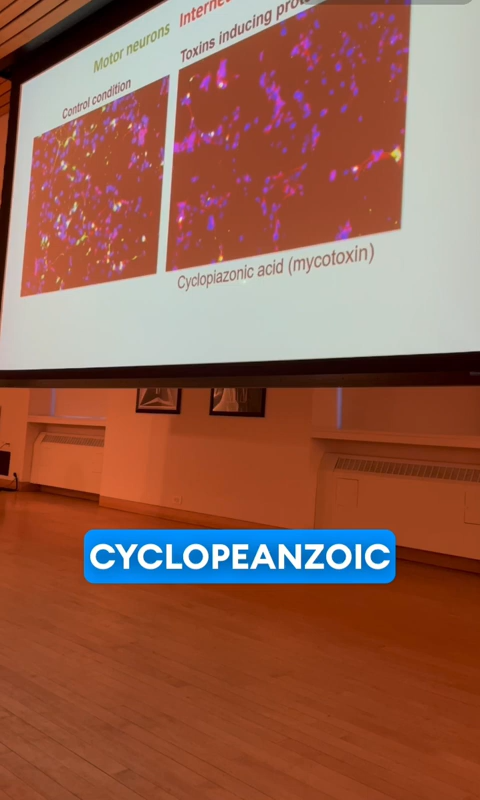 Motor neurons
Control condition
Toxins inducing
Cyclopiazonic acid (mycotoxin)
CYCLOPEANZOIC